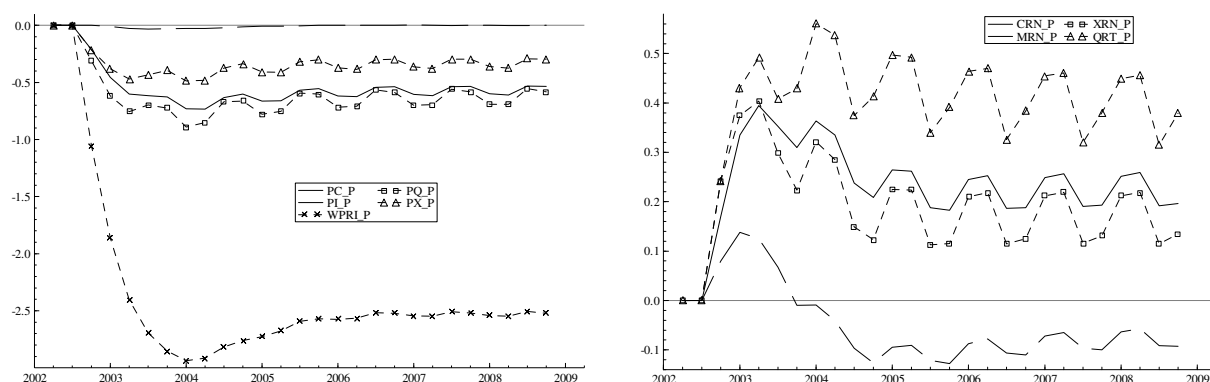 0.0
-0.5
-1.0
-1.5
-2.0
-2.5
PC_P PQ_P
PI_P PX_P
WPRI_P
2002 2003 2004 2005 2006 2007 2008 2009
CRN_P XRN_P
MRN_P QRT_P
0.5
0.4
0.3
0.2
0.1
0.0
-0.1
2002 2003 2004 2005 2006 2007 2008 2009